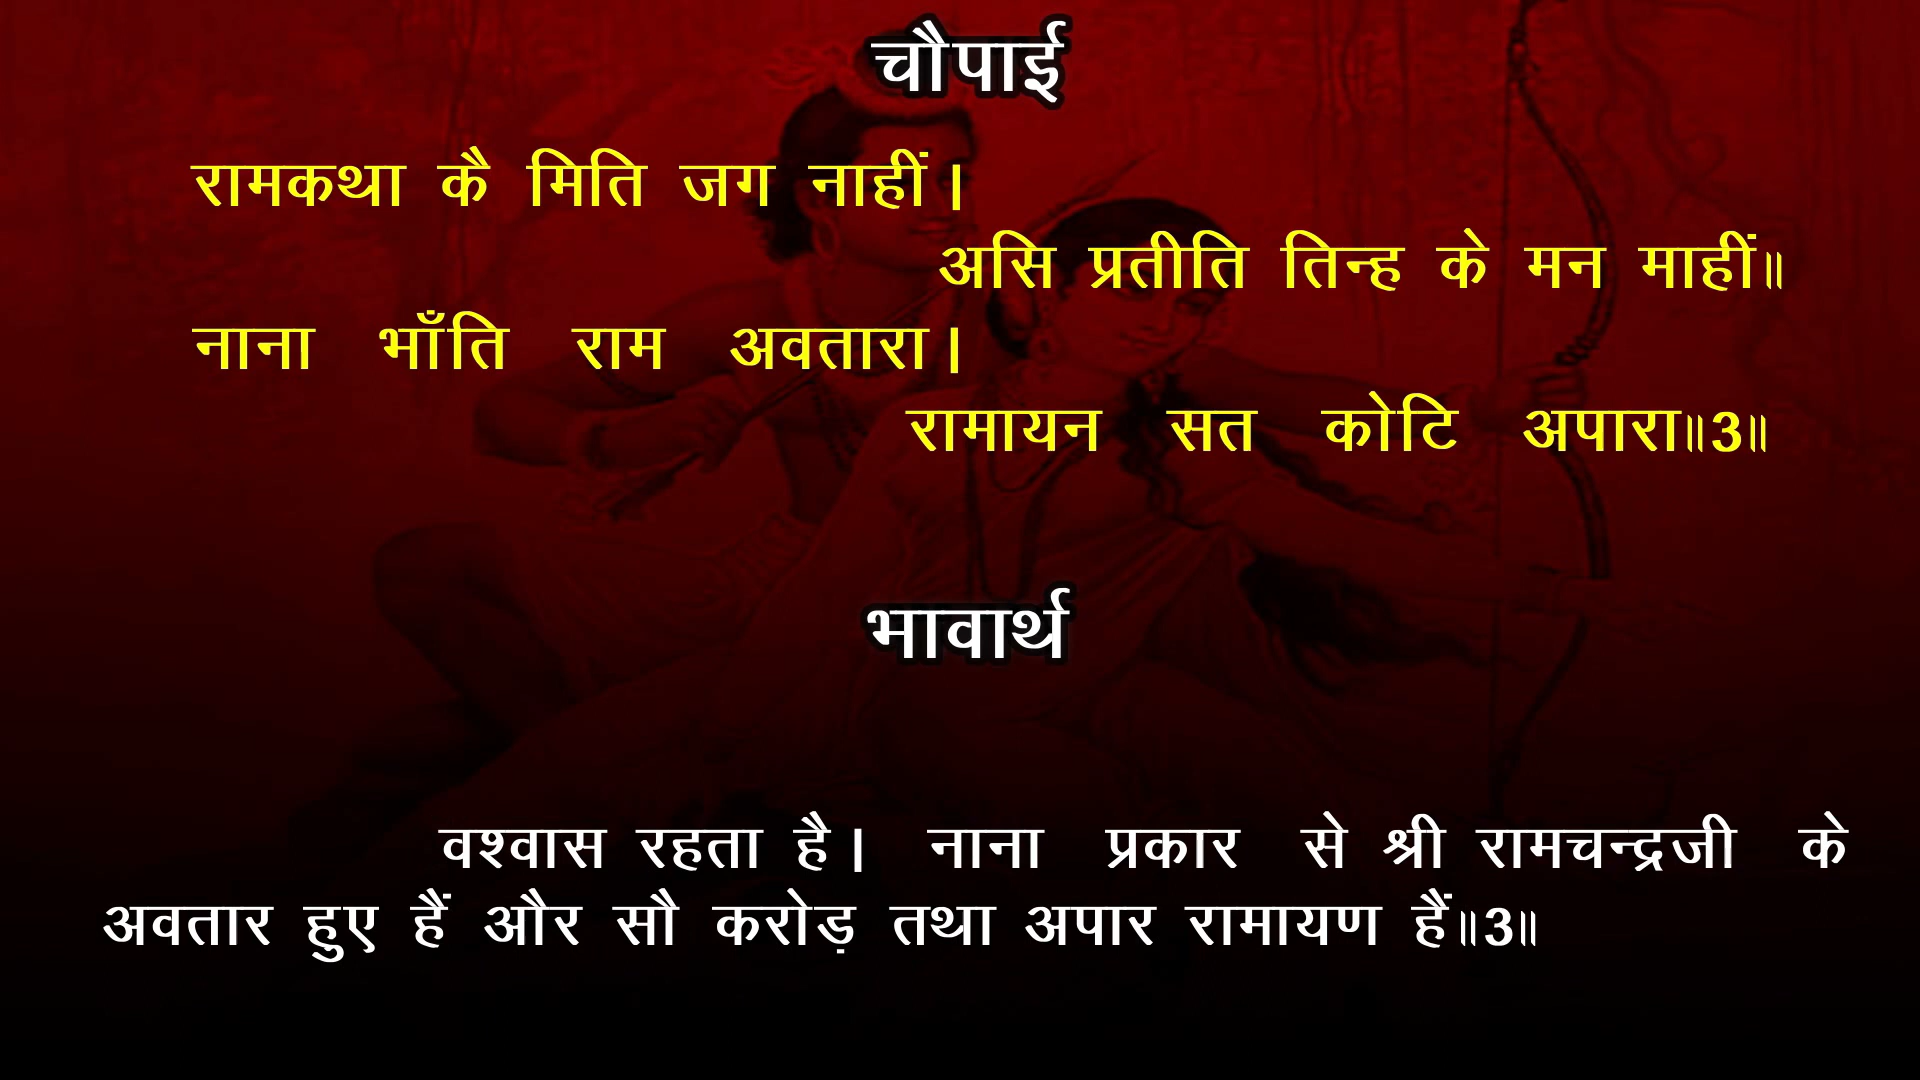 चौपाई
रामकथा कै मिति जग नाहीं।
असि प्रतीति तिन्ह के मन माहीं॥
नाना भाँति राम अवतारा।
रामायन सत कोटि अपारा॥3॥
भावार्थ
वश्वास रहता है। नाना प्रकार से श्री रामचन्द्रजी के
अवतार हुए हैं और सौ करोड़ तथा अपार रामायण हैं॥3॥